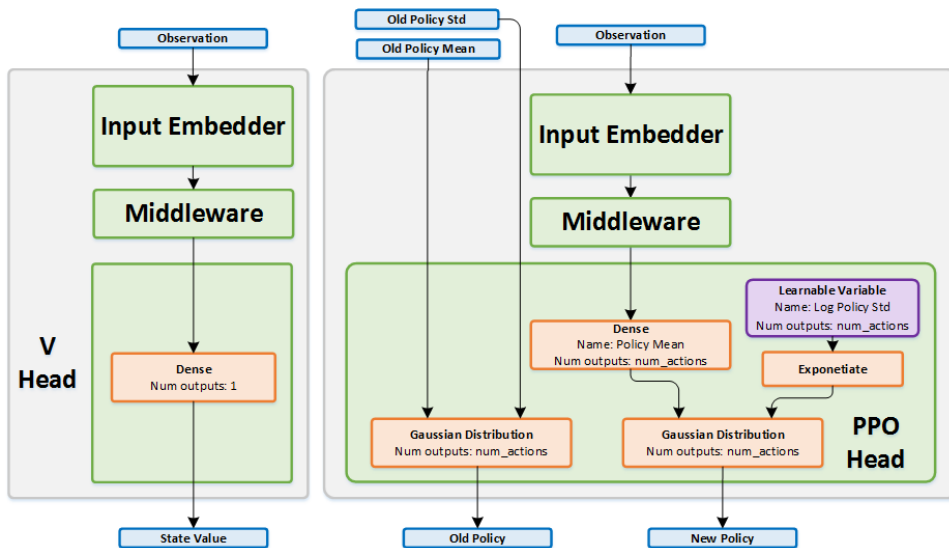 Observation
Input Embedder
Middleware
V
Head
Dense
Num outputs: 1
State Value
Old Policy Std
Old Policy Mean
Observation
Input Embedder
Middleware
Learnable Variable
Name: Log Policy Std
Num outputs: num_actions
Dense
Name: Policy Mean
Num outputs: num_actions
Exponetiate
Gaussian Distribution
Num outputs: num_actions
Gaussian Distribution
Num outputs: num_actions
PPO
Head
Old Policy
New Policy